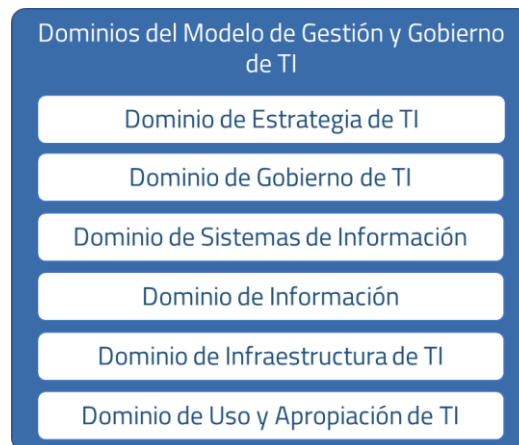 Dominios del Modelo de Gestión y Gobierno
de TI
Dominio de Estrategia de TI
Dominio de Gobierno de TI
Dominio de Sistemas de Información
Dominio de Información
Dominio de Infraestructura de TI
Dominio de Uso y Apropiación de TI